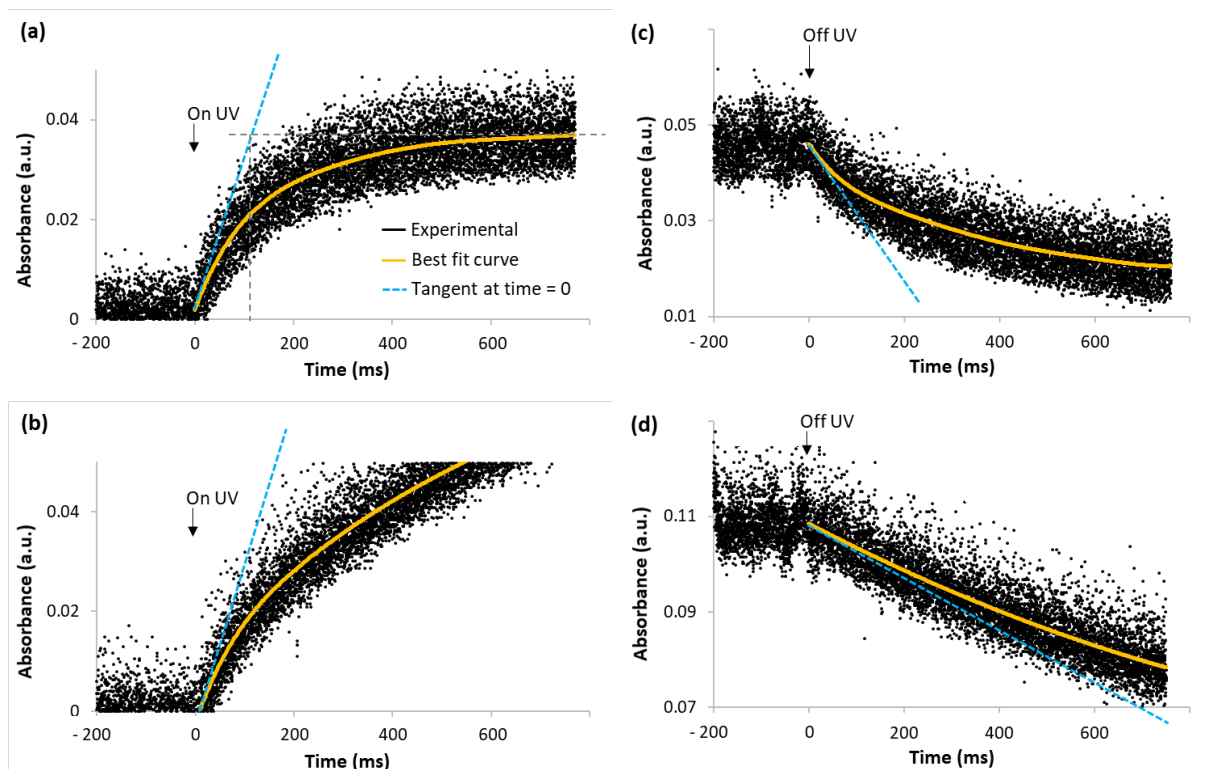 (a)
On UV
Absorbance (a.u.)
0.04
0.02
0
- 200
0
200
400
600
Time (ms)
Experimental
Best fit curve
Tangent at time = 0
(c)
Off UV
Absorbance (a.u.)
0.05
0.03
0.01
- 200
0
200
400
600
Time (ms)
(b)
On UV
Absorbance (a.u.)
0.04
0.02
0
- 200
0
200
400
600
Time (ms)
(d)
Off UV
Absorbance (a.u.)
0.11
0.09
0.07
- 200
0
200
400
600
Time (ms)